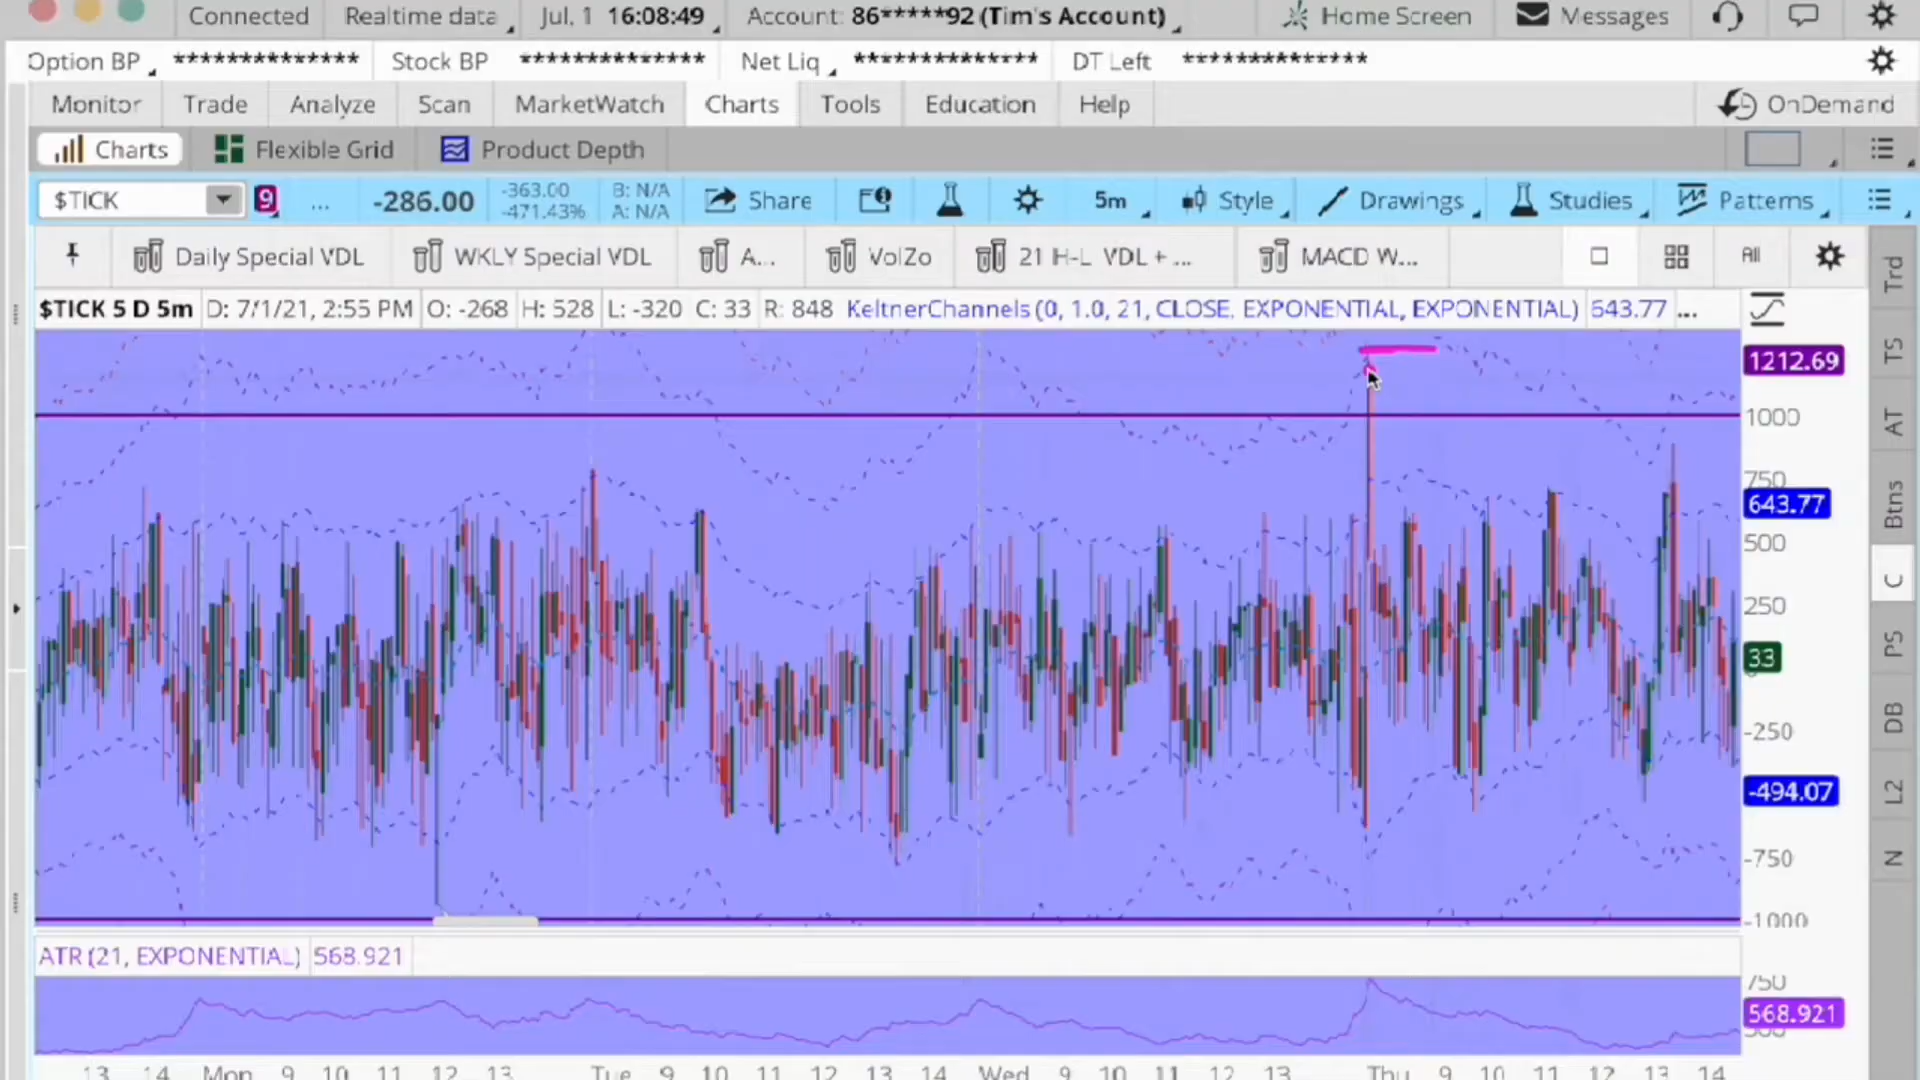 Connected Realtime data Jul. 1 16:08:49 Account: 86*****92 (Tim's Account) Home Screen Messages
Option BP ************** Stock BP ************** Net Liq ************** DT Left **************
Monitor Trade Analyze Scan MarketWatch Charts Tools Education Help OnDemand
Charts Flexible Grid Product Depth
$TICK 9 ... -286.00 -363.00 -471.43% B: N/A A: N/A Share 5m Style Drawings Studies Patterns
Daily Special VDL WKLY Special VDL A... VolZo 21 H-L VDL + ... MACD W... All
$TICK 5 D 5m D: 7/1/21, 2:55 PM O: -268 H: 528 L: -320 C: 33 R: 848 KeltnerChannels (0, 1.0, 21, CLOSE, EXPONENTIAL, EXPONENTIAL) 643.77 ...
1212.69
1000
750
643.77
500
250
33
-250
-494.07
-750
-1000
Trd
TS
AT
Btns
C
PS
DB
L2
N
ATR (21, EXPONENTIAL) 568.921
750
568.921
13 14 Mon 9 10 11 12 13 Tue 9 10 11 12 13 14 Wed 9 10 11 12 13 Thu 9 10 11 12 13 14